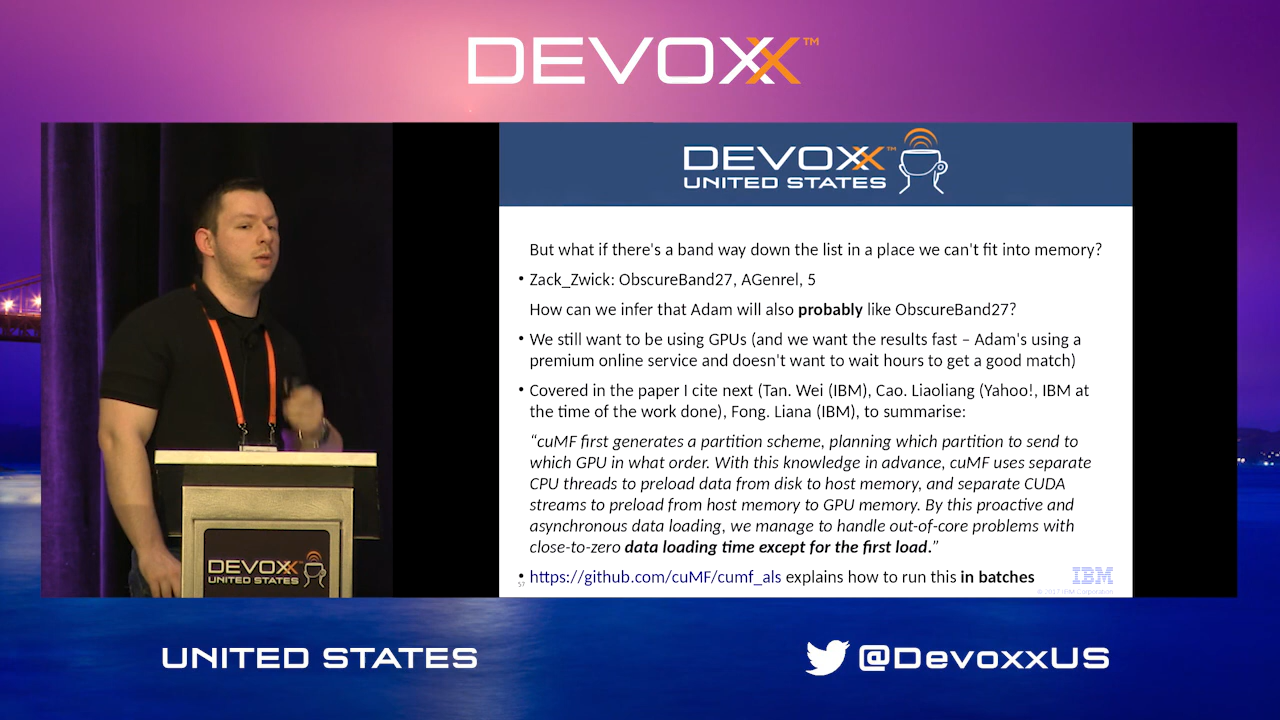 DEVOXX™
DEVOXX™
UNITED STATES
But what if there's a band way down the list in a place we can't fit into memory?
• Zack_Zwick: ObscureBand27, AGenrel, 5
How can we infer that Adam will also probably like ObscureBand27?
• We still want to be using GPUs (and we want the results fast – Adam's using a
premium online service and doesn't want to wait hours to get a good match)
• Covered in the paper I cite next (Tan. Wei (IBM), Cao. Liaoliang (Yahoo!, IBM at
the time of the work done), Fong. Liana (IBM), to summarise:
“cuMF first generates a partition scheme, planning which partition to send to
which GPU in what order. With this knowledge in advance, cuMF uses separate
CPU threads to preload data from disk to host memory, and separate CUDA
streams to preload from host memory to GPU memory. By this proactive and
asynchronous data loading, we manage to handle out-of-core problems with
close-to-zero data loading time except for the first load.”
• https://github.com/cuMF/cumf_als explains how to run this in batches
57
IBM
© 2017 IBM Corporation
DEVOXX
UNITED STATES
UNITED STATES
@DevoxxUS